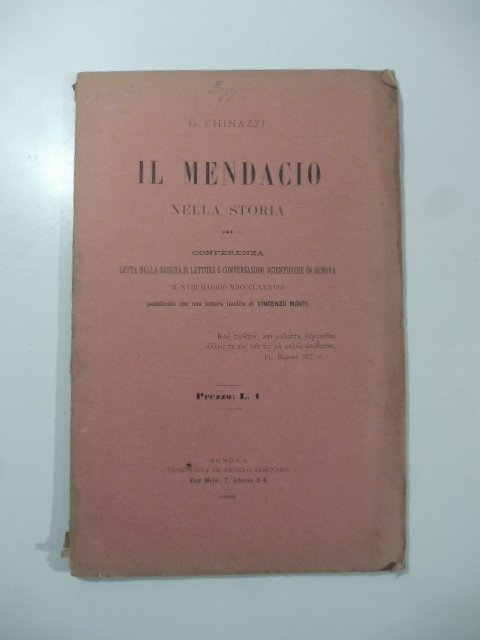 G. CHINAZZI
IL MENDACIO
NELLA STORIA
CONFERENZA
LETTA NELLA SOCIETÀ DI LETTURE E CONVERSAZIONI SCIENTIFICHE IN GENOVA
IL XVIII MAGGIO MDCCCLXXXVIII
pubblicata con una lettera inedita di VINCENZO MONTI
Prezzo: L. 1
GENOVA
TIPOGRAFIA DI ANGELO CIMINAGO
Vico Mele, 7, interno 5-6
1888